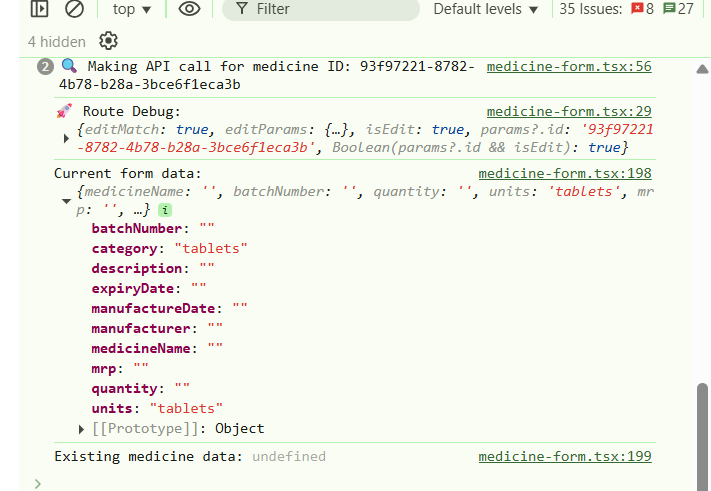 top ▼ Filter Default levels ▼ 35 Issues: 8 27
4 hidden
2 🔍 Making API call for medicine ID: 93f97221-8782- medicine-form.tsx:56
4b78-b28a-3bce6f1eca3b
🚀 Route Debug: medicine-form.tsx:29
{editMatch: true, editParams: {…}, isEdit: true, params?.id: '93f97221
-8782-4b78-b28a-3bce6f1eca3b', Boolean(params?.id && isEdit): true}
Current form data: medicine-form.tsx:198
{medicineName: '', batchNumber: '', quantity: '', units: 'tablets', mr
p: '', …} i
batchNumber: ""
category: "tablets"
description: ""
expiryDate: ""
manufactureDate: ""
manufacturer: ""
medicineName: ""
mrp: ""
quantity: ""
units: "tablets"
[[Prototype]]: Object
Existing medicine data: undefined medicine-form.tsx:199